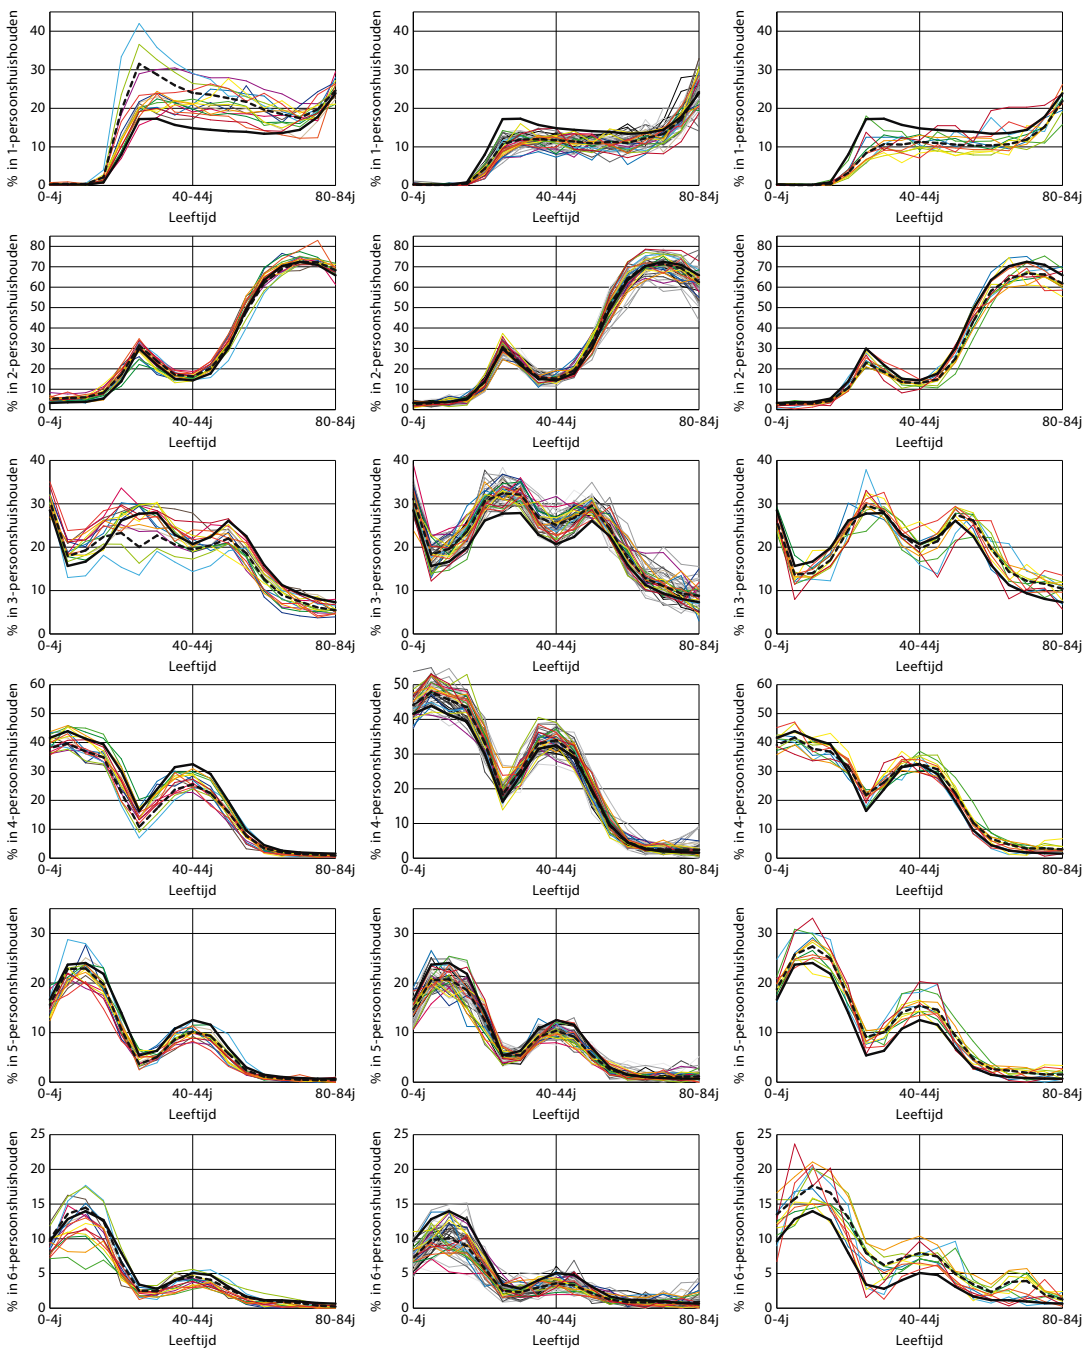 % in 1-persoonshuishouden
40
30
20
10
0
0-4j 40-44j 80-84j
Leeftijd
% in 1-persoonshuishouden
40
30
20
10
0
0-4j 40-44j 80-84j
Leeftijd
% in 1-persoonshuishouden
40
30
20
10
0
0-4j 40-44j 80-84j
Leeftijd
% in 2-persoonshuishouden
80
70
60
50
40
30
20
10
0
0-4j 40-44j 80-84j
Leeftijd
% in 2-persoonshuishouden
80
70
60
50
40
30
20
10
0
0-4j 40-44j 80-84j
Leeftijd
% in 2-persoonshuishouden
80
70
60
50
40
30
20
10
0
0-4j 40-44j 80-84j
Leeftijd
% in 3-persoonshuishouden
40
30
20
10
0
0-4j 40-44j 80-84j
Leeftijd
% in 3-persoonshuishouden
40
30
20
10
0
0-4j 40-44j 80-84j
Leeftijd
% in 3-persoonshuishouden
40
30
20
10
0
0-4j 40-44j 80-84j
Leeftijd
% in 4-persoonshuishouden
60
50
40
30
20
10
0
0-4j 40-44j 80-84j
Leeftijd
% in 4-persoonshuishouden
50
40
30
20
10
0
0-4j 40-44j 80-84j
Leeftijd
% in 4-persoonshuishouden
60
50
40
30
20
10
0
0-4j 40-44j 80-84j
Leeftijd
% in 5-persoonshuishouden
30
20
10
0
0-4j 40-44j 80-84j
Leeftijd
% in 5-persoonshuishouden
30
20
10
0
0-4j 40-44j 80-84j
Leeftijd
% in 5-persoonshuishouden
30
20
10
0
0-4j 40-44j 80-84j
Leeftijd
% in 6+persoonshuishouden
25
20
15
10
5
0
0-4j 40-44j 80-84j
Leeftijd
% in 6+persoonshuishouden
25
20
15
10
5
0
0-4j 40-44j 80-84j
Leeftijd
% in 6+persoonshuishouden
25
20
15
10
5
0
0-4j 40-44j 80-84j
Leeftijd